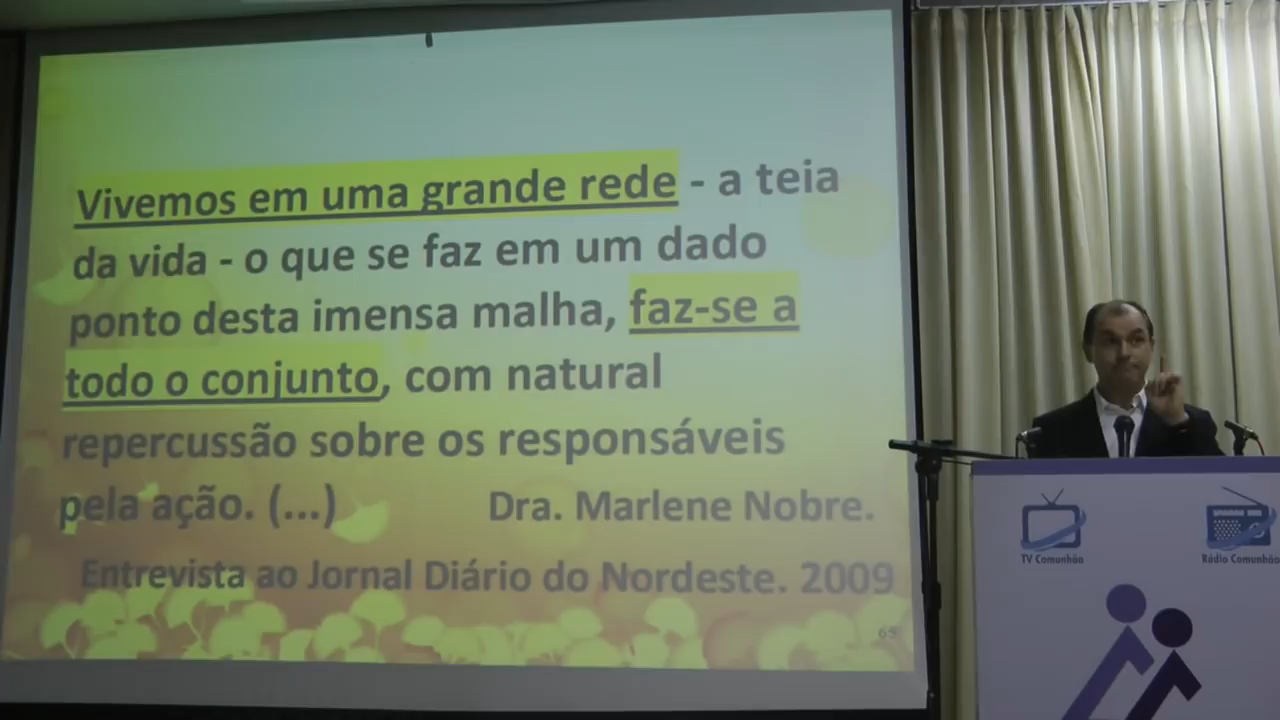 Vivemos em uma grande rede - a teia
da vida - o que se faz em um dado
ponto desta imensa malha, faz-se a
todo o conjunto, com natural
repercussão sobre os responsáveis
pela ação. (...) Dra. Marlene Nobre.
Entrevista ao Jornal Diário do Nordeste. 2009
65
TV Comunhão
Rádio Comunhão